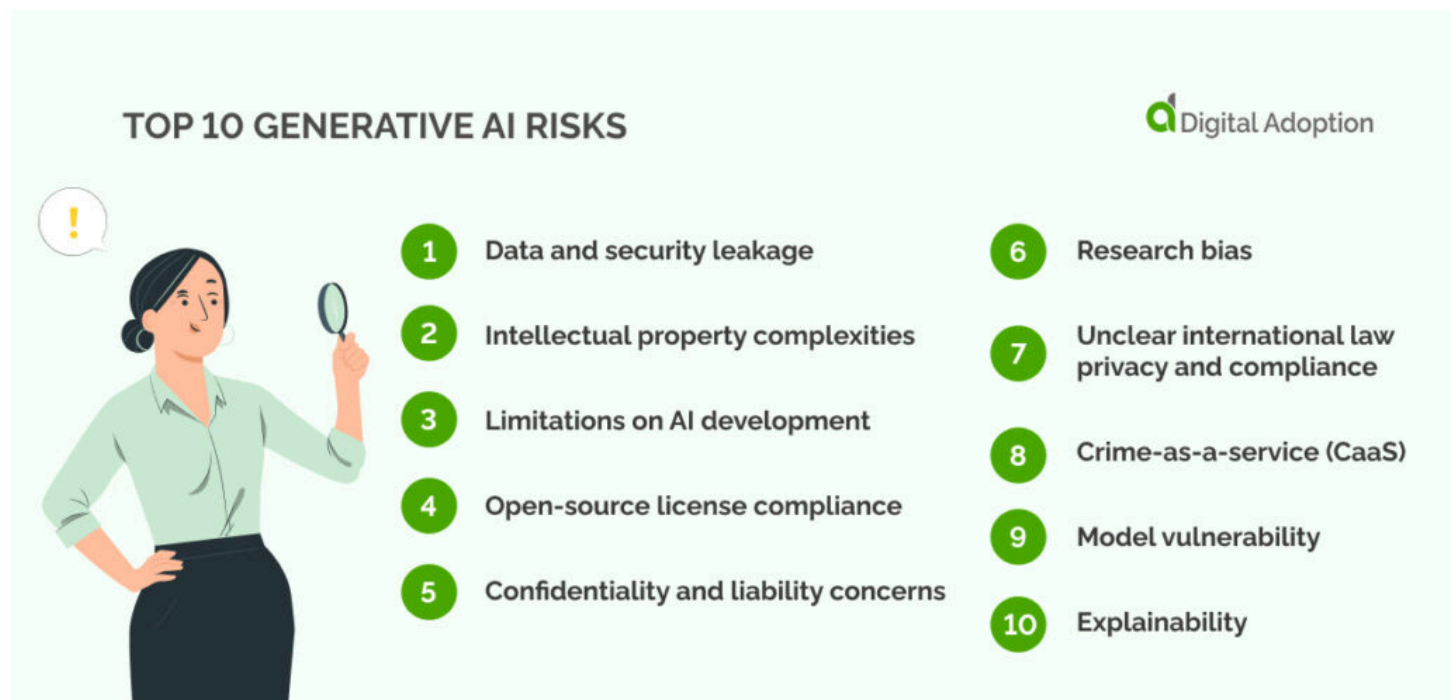 TOP 10 GENERATIVE AI RISKS
Digital Adoption
!
1 Data and security leakage
2 Intellectual property complexities
3 Limitations on AI development
4 Open-source license compliance
5 Confidentiality and liability concerns
6 Research bias
7 Unclear international law
privacy and compliance
8 Crime-as-a-service (CaaS)
9 Model vulnerability
10 Explainability